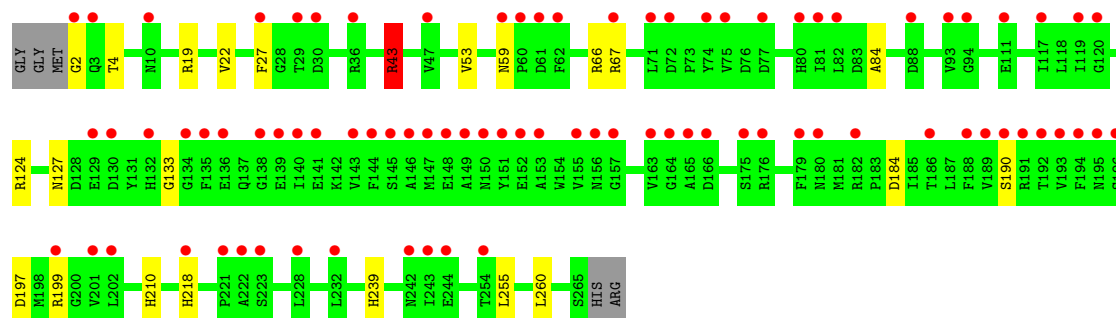 GLY GLY MET G2 Q3 T4 N10 R19 V22 F27 G28 T29 D30 R36 R43 V47 V53 N59 P60 D61 F62 R66 R67 L71 D72 P73 Y74 V75 D76 D77 H80 I81 L82 D83 A84 D88 V93 G94 E111 I117 L118 I119 G120
R124 N127 D128 E129 D130 Y131 H132 G133 G134 F135 E136 Q137 G138 E139 I140 E141 K142 V143 F144 S145 A146 M147 E148 A149 N150 Y151 E152 A153 W154 V155 N156 G157 V163 G164 A165 D166 S175 R176 F179 N180 M181 R182 P183 D184 I185 T186 L187 F188 V189 S190 R191 T192 V193 F194 N195
D197 M198 R199 G200 V201 L202 H210 H218 P221 A222 S223 L228 L232 H239 N242 I243 E244 T254 L255 L260 S265 HIS ARG